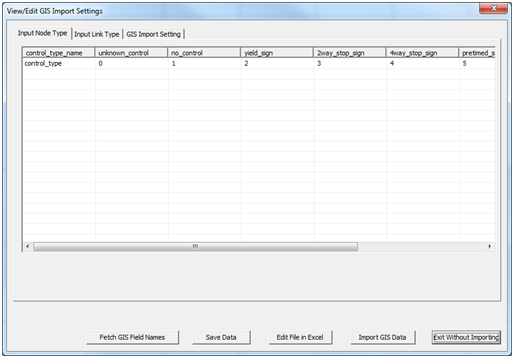 View/Edit GIS Import Settings
Input Node Type Input Link Type GIS Import Setting
control_type_name unknown_control no_control yield_sign 2way_stop_sign 4way_stop_sign pretimed_s
control_type 0 1 2 3 4 5
Fetch GIS Field Names Save Data Edit File in Excel Import GIS Data Exit Without Importing